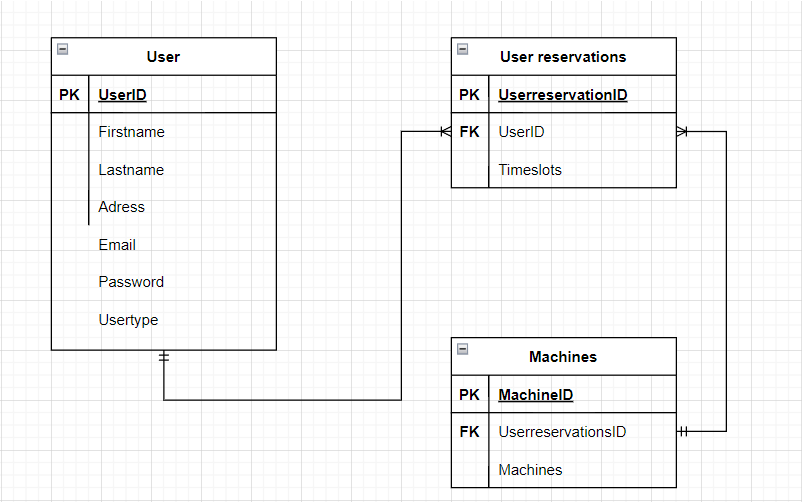 User
PK UserID
Firstname
Lastname
Adress
Email
Password
Usertype
User reservations
PK UserreservationID
FK UserID
Timeslots
Machines
PK MachineID
FK UserreservationsID
Machines